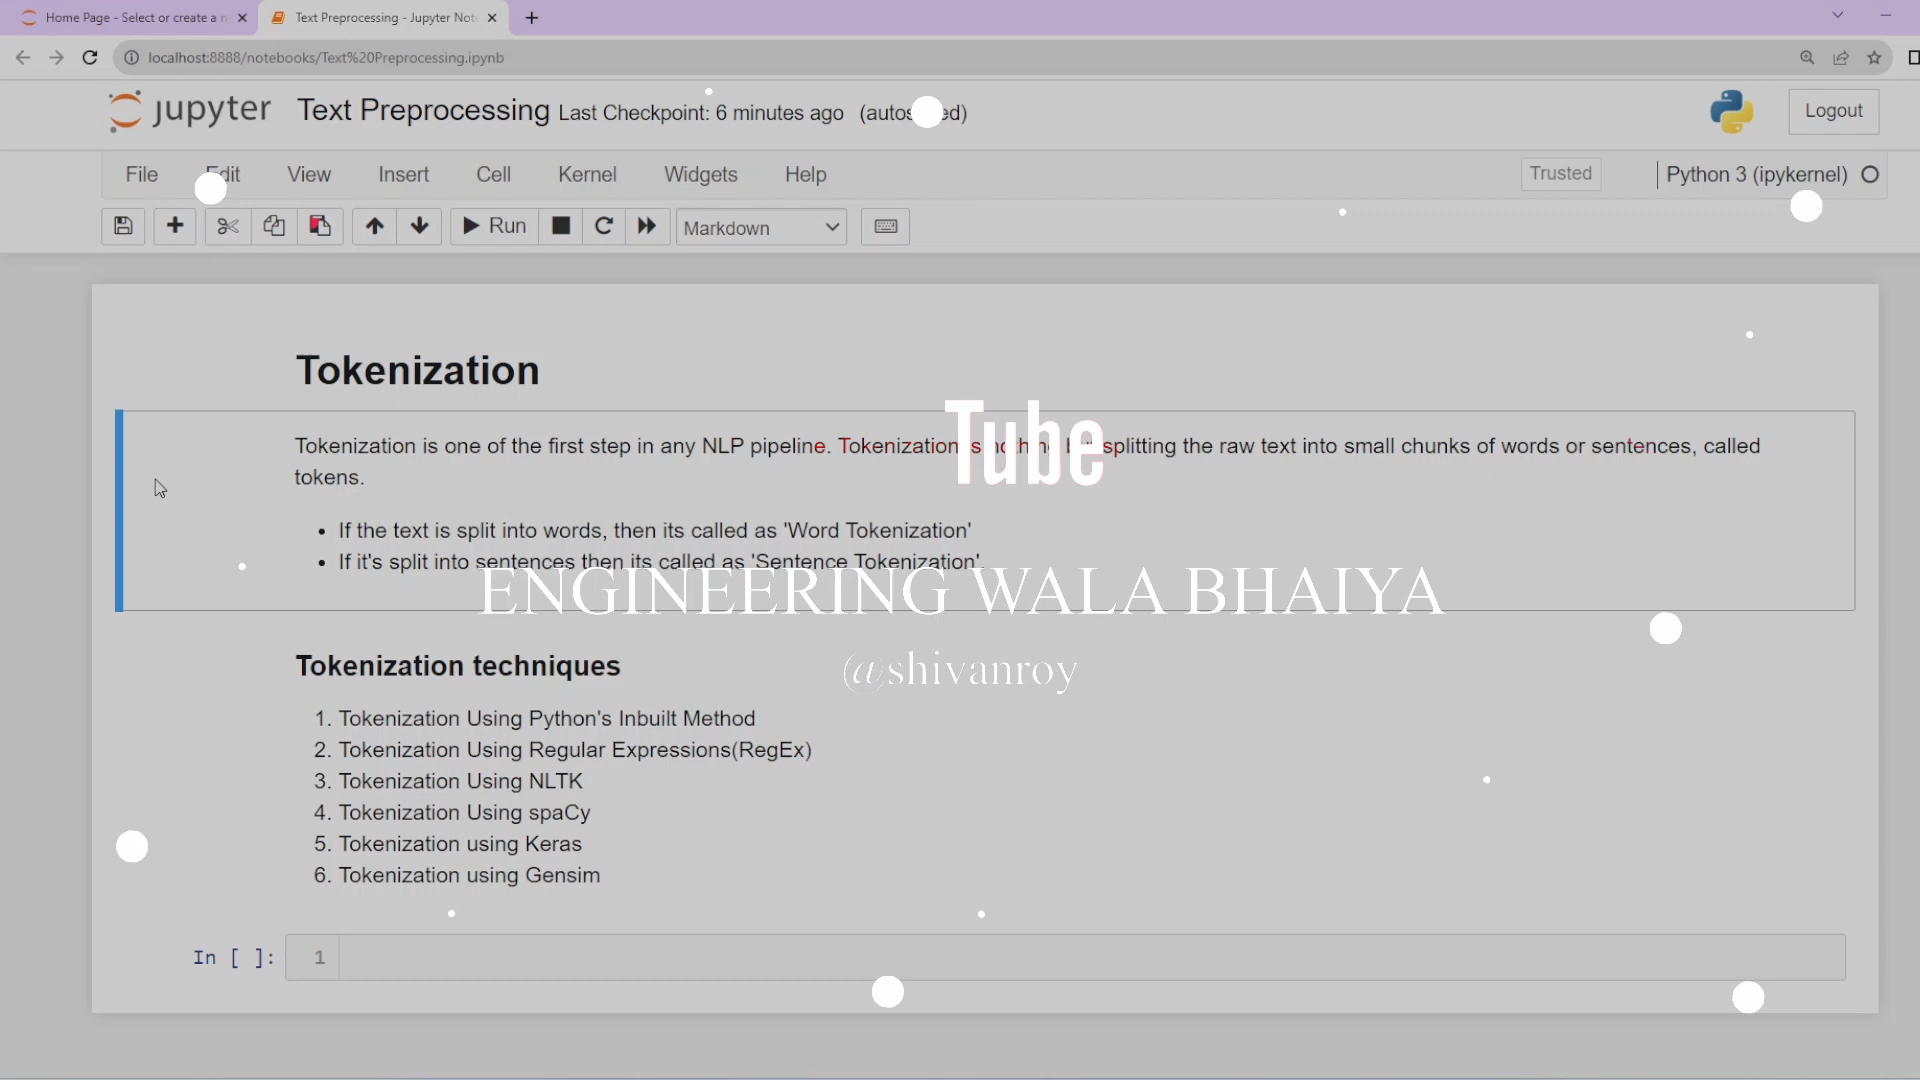 Home Page - Select or create a n
Text Preprocessing - Jupyter Not
localhost:8888/notebooks/Text%20Preprocessing.ipynb
jupyter Text Preprocessing Last Checkpoint: 6 minutes ago
Logout
File Edit View Insert Cell Kernel Widgets Help
Trusted Python 3 (ipykernel)
Run Markdown
Tokenization
Tokenization is one of the first step in any NLP pipeline. Tokenization splitting the raw text into small chunks of words or sentences, called
tokens.
Tube
• If the text is split into words, then its called as 'Word Tokenization'
• If it's split into sentences then its called as 'Sentence Tokenization'.
ENGINEERING WALA BHAIYA
@shivanroy
Tokenization techniques
1. Tokenization Using Python's Inbuilt Method
2. Tokenization Using Regular Expressions(RegEx)
3. Tokenization Using NLTK
4. Tokenization Using spaCy
5. Tokenization using Keras
6. Tokenization using Gensim
In [ ]: 1